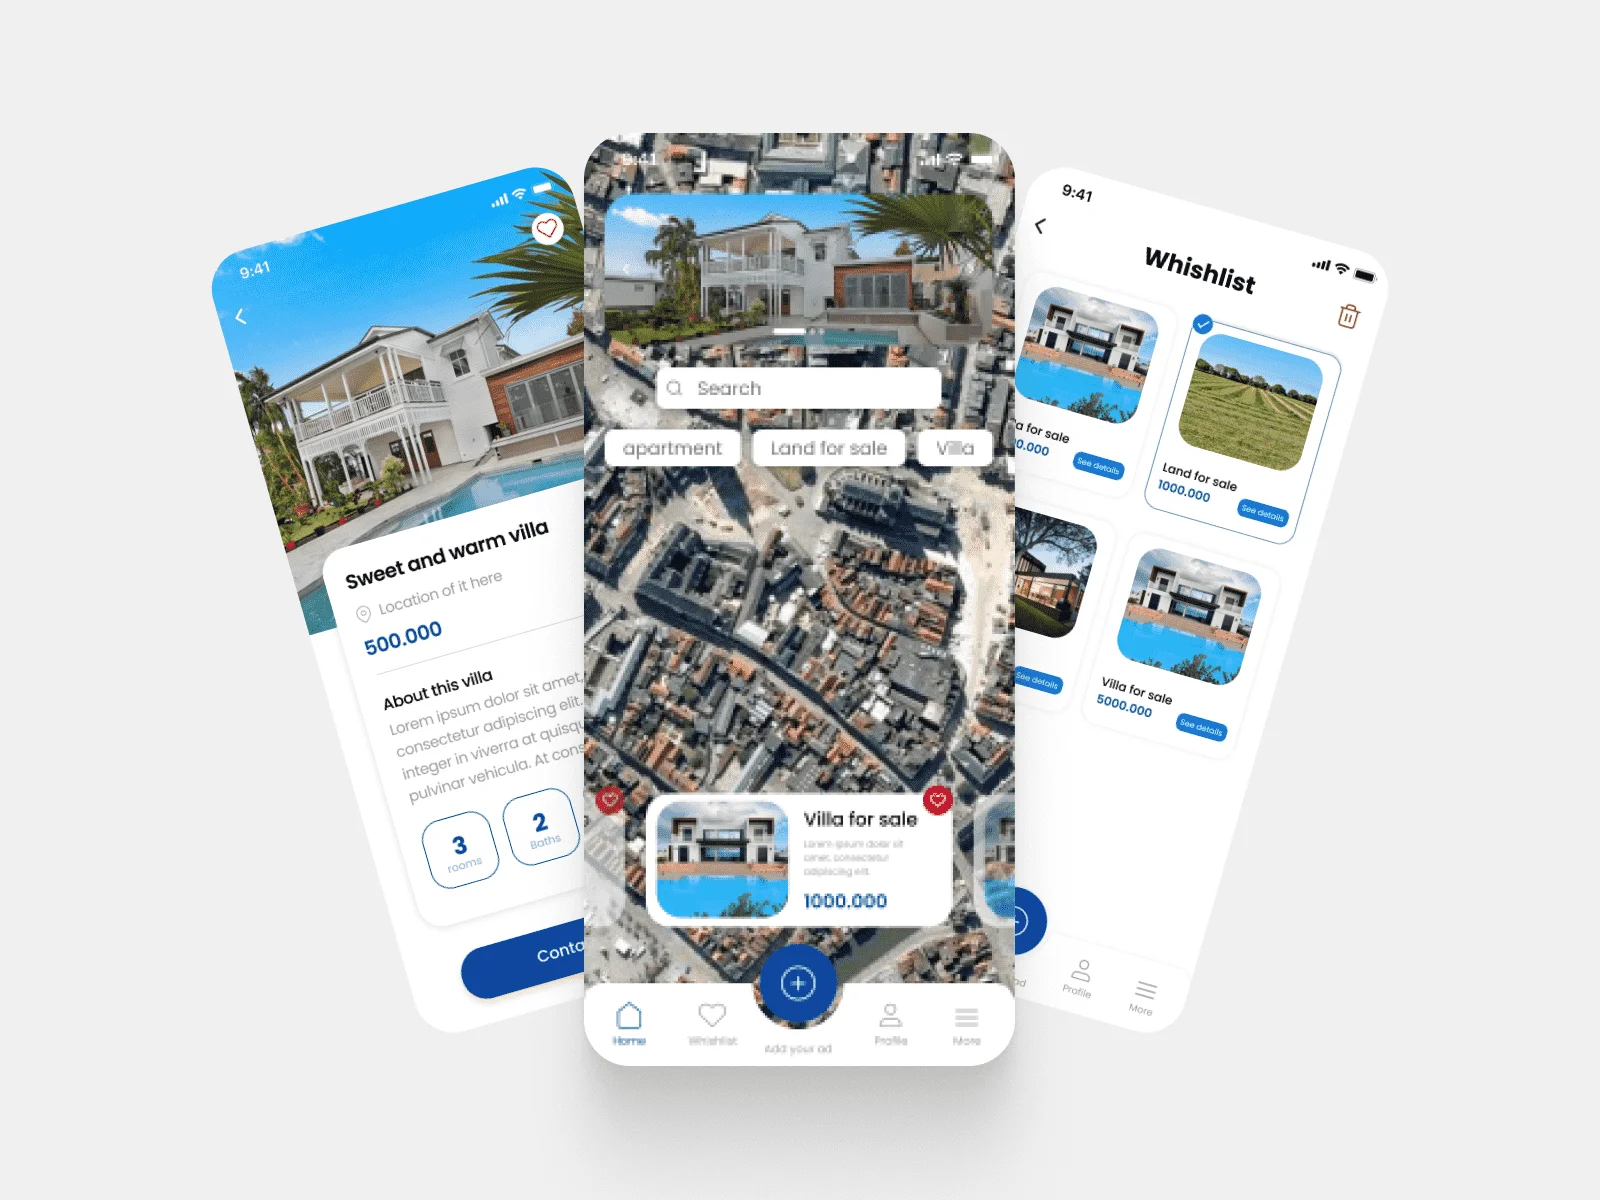 9:41
Sweet and warm villa
Location of it here
500.000
About this villa
Lorem ipsum dolor sit amet,
consectetur adipiscing elit.
integer in viverra at quisq
pulvinar vehicula. At cons
3
rooms
2
Baths
Conta
9:41
Search
apartment
Land for sale
Villa
Villa for sale
Lorem ipsum dolor sit
amet, consectetur
adipiscing elit.
1000.000
Home
Whishlist
Add your ad
Profile
More
9:41
Whishlist
a for sale
00.000
See details
Land for sale
1000.000
See details
See details
Villa for sale
5000.000
See details
ad
Profile
More